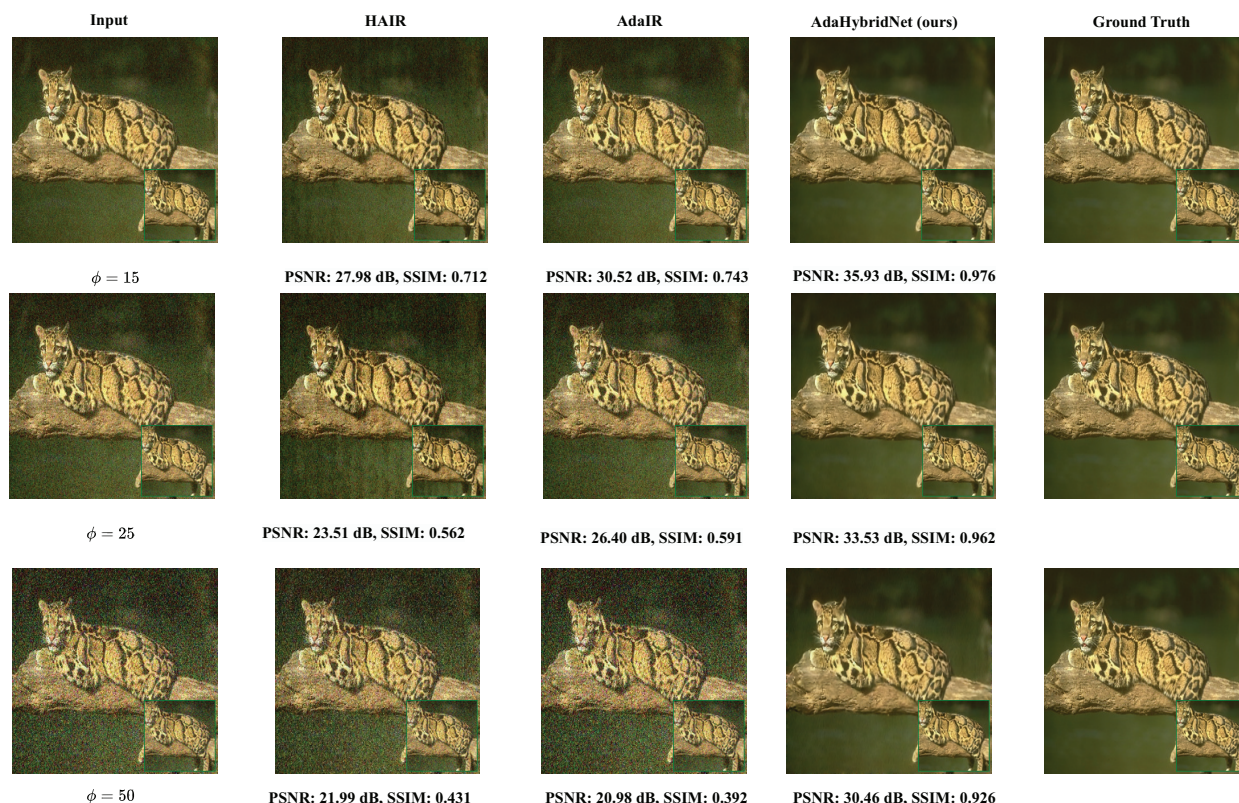 Input HAIR AdaIR AdaHybridNet (ours) Ground Truth
ϕ = 15 PSNR: 27.98 dB, SSIM: 0.712 PSNR: 30.52 dB, SSIM: 0.743 PSNR: 35.93 dB, SSIM: 0.976
ϕ = 25 PSNR: 23.51 dB, SSIM: 0.562 PSNR: 26.40 dB, SSIM: 0.591 PSNR: 33.53 dB, SSIM: 0.962
ϕ = 50 PSNR: 21.99 dB, SSIM: 0.431 PSNR: 20.98 dB, SSIM: 0.392 PSNR: 30.46 dB, SSIM: 0.926